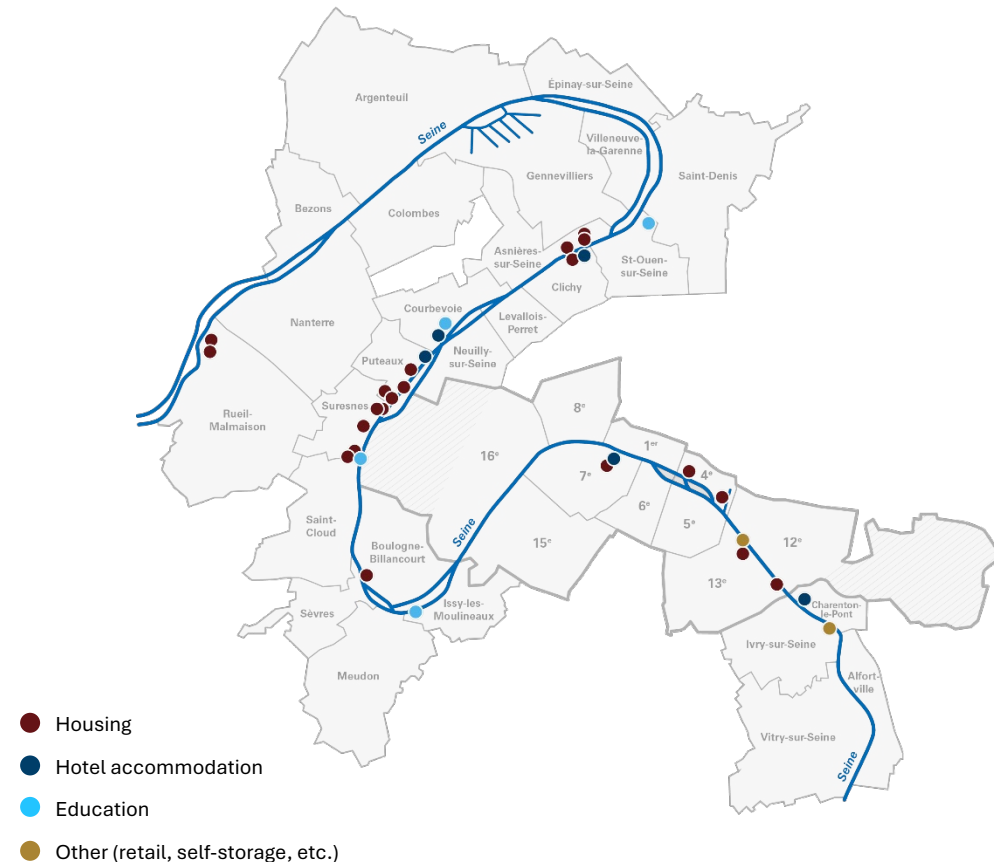 Argenteuil
Épinay-sur-Seine
Seine
Villeneuve-
la-Garenne
Gennevilliers
Saint-Denis
Bezons
Colombes
Asnières-
sur-Seine
St-Ouen-
sur-Seine
Clichy
Courbevoie
Levallois-
Perret
Nanterre
Puteaux
Neuilly-
sur-Seine
Suresnes
Rueil-
Malmaison
8e
1er
16e
7e
4e
6e
5e
Saint-
Cloud
Seine
15e
12e
Boulogne-
Billancourt
13e
Sèvres
Issy-les-
Moulineaux
Charenton-
le-Pont
Ivry-sur-Seine
Meudon
Alfort-
ville
Vitry-sur-Seine
Seine
Housing
Hotel accommodation
Education
Other (retail, self-storage, etc.)